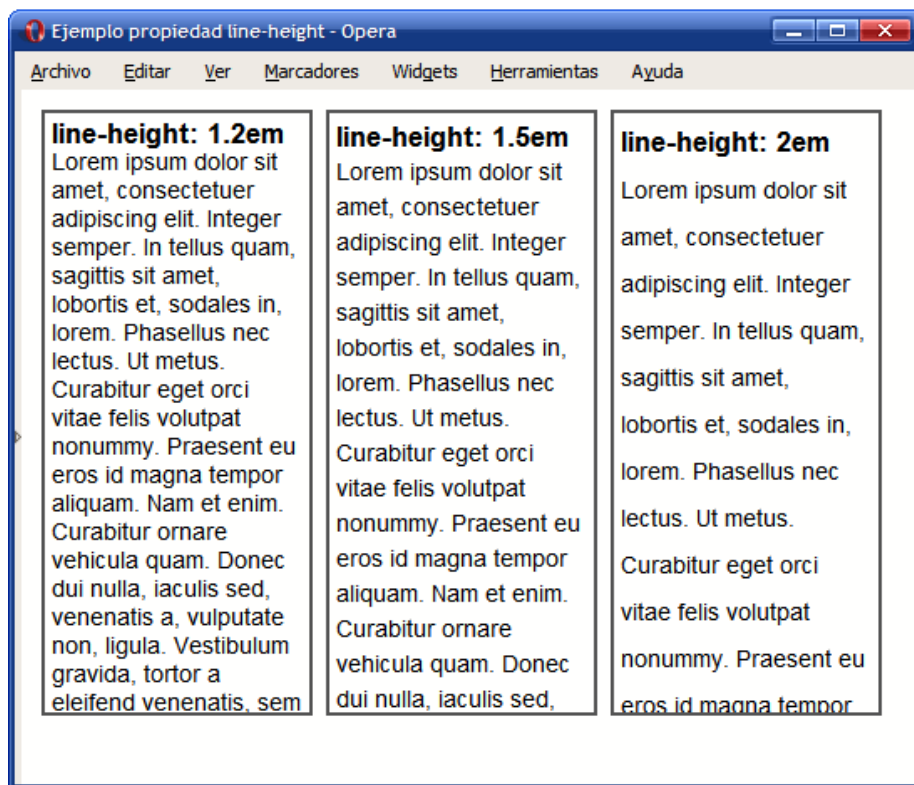 Ejemplo propiedad line-height - Opera
Archivo Editar Ver Marcadores Widgets Herramientas Ayuda
line-height: 1.2em
Lorem ipsum dolor sit
amet, consectetuer
adipiscing elit. Integer
semper. In tellus quam,
sagittis sit amet,
lobortis et, sodales in,
lorem. Phasellus nec
lectus. Ut metus.
Curabitur eget orci
vitae felis volutpat
nonummy. Praesent eu
eros id magna tempor
aliquam. Nam et enim.
Curabitur ornare
vehicula quam. Donec
dui nulla, iaculis sed,
venenatis a, vulputate
non, ligula. Vestibulum
gravida, tortor a
eleifend venenatis, sem
line-height: 1.5em
Lorem ipsum dolor sit
amet, consectetuer
adipiscing elit. Integer
semper. In tellus quam,
sagittis sit amet,
lobortis et, sodales in,
lorem. Phasellus nec
lectus. Ut metus.
Curabitur eget orci
vitae felis volutpat
nonummy. Praesent eu
eros id magna tempor
aliquam. Nam et enim.
Curabitur ornare
vehicula quam. Donec
dui nulla, iaculis sed,
line-height: 2em
Lorem ipsum dolor sit
amet, consectetuer
adipiscing elit. Integer
semper. In tellus quam,
sagittis sit amet,
lobortis et, sodales in,
lorem. Phasellus nec
lectus. Ut metus.
Curabitur eget orci
vitae felis volutpat
nonummy. Praesent eu
eros id magna tempor